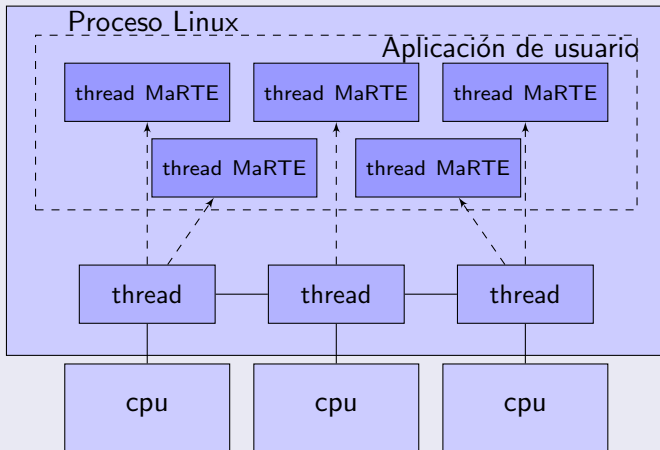 Proceso Linux
Aplicación de usuario
thread MaRTE
thread MaRTE
thread MaRTE
thread MaRTE
thread MaRTE
thread
thread
thread
cpu
cpu
cpu